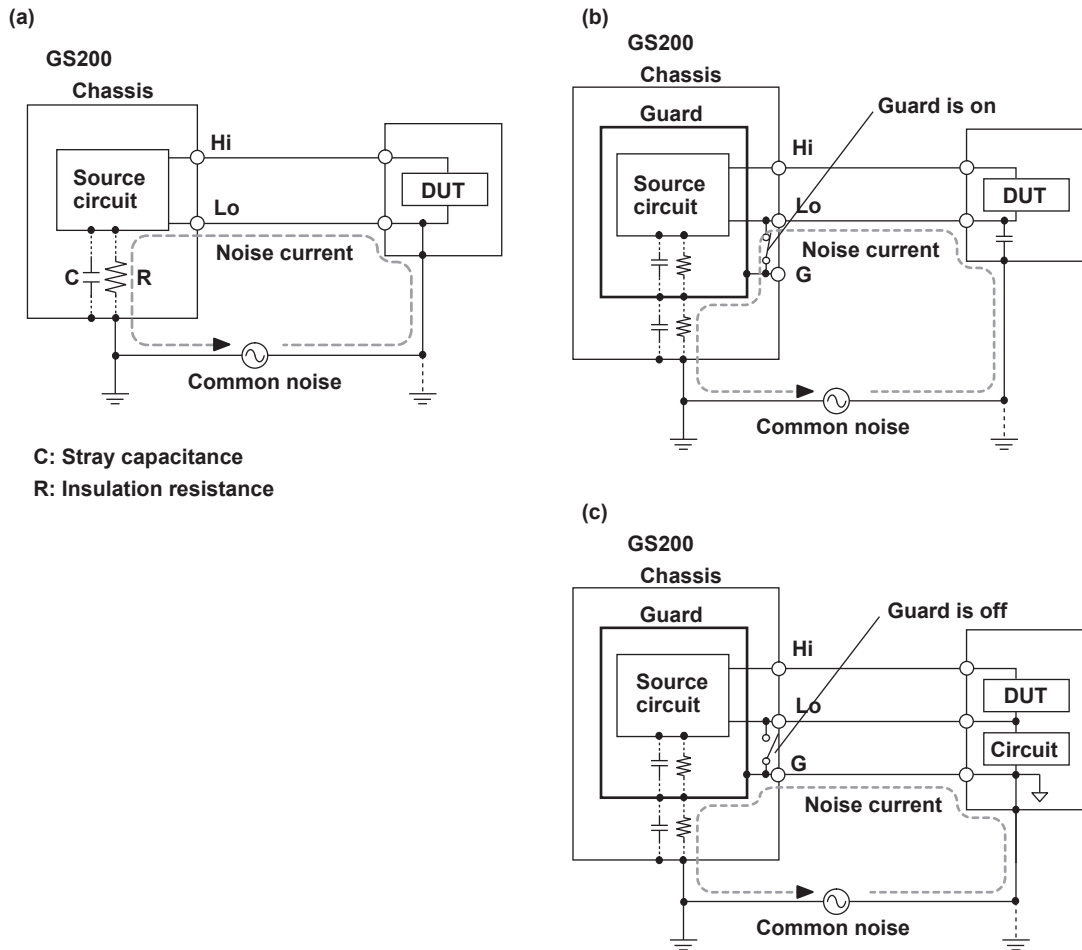 (a)
GS200
Chassis
Hi
Source
circuit
DUT
Lo
Noise current
C
R
Common noise
C: Stray capacitance
R: Insulation resistance
(b)
GS200
Chassis
Guard
Guard is on
Hi
Source
circuit
DUT
Lo
Noise current
G
Common noise
(c)
GS200
Chassis
Guard
Guard is off
Hi
Source
circuit
DUT
Lo
Circuit
G
Noise current
Common noise